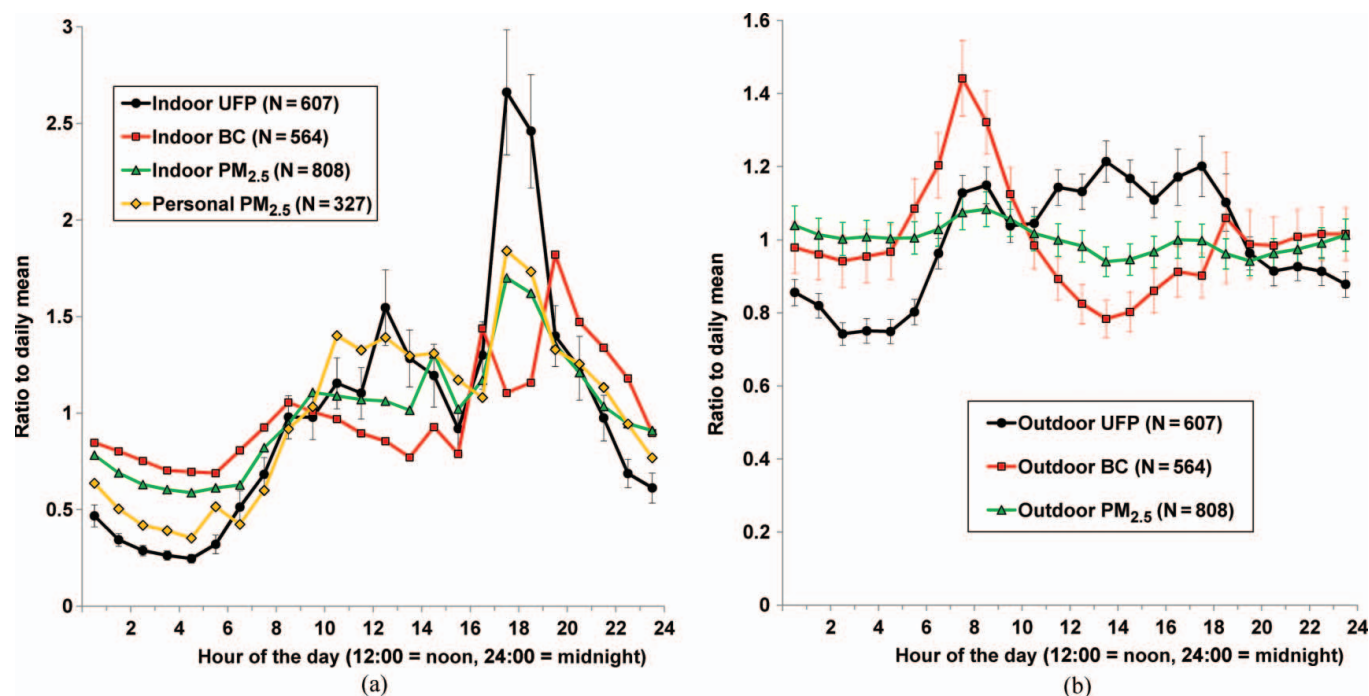 3
2.5
2
1.5
1
0.5
0
Ratio to daily mean
Indoor UFP (N = 607)
Indoor BC (N = 564)
Indoor PM2.5 (N = 808)
Personal PM2.5 (N = 327)
2 4 6 8 10 12 14 16 18 20 22 24
Hour of the day (12:00 = noon, 24:00 = midnight)
(a)
1.6
1.4
1.2
1
0.8
0.6
0.4
0.2
0
Ratio to daily mean
Outdoor UFP (N = 607)
Outdoor BC (N = 564)
Outdoor PM2.5 (N = 808)
2 4 6 8 10 12 14 16 18 20 22 24
Hour of the day (12:00 = noon, 24:00 = midnight)
(b)